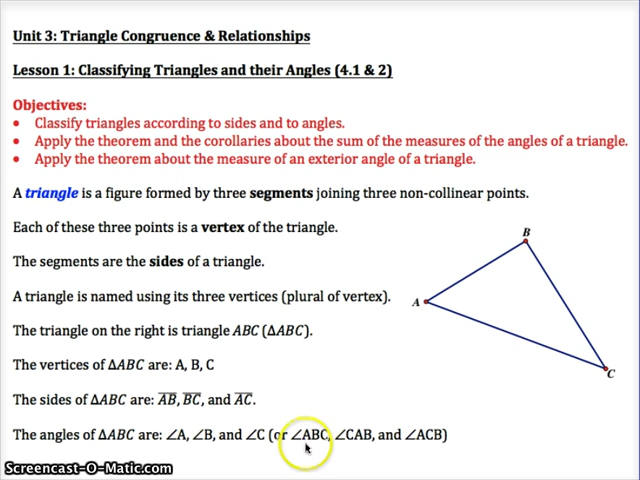 Unit 3: Triangle Congruence & Relationships
Lesson 1: Classifying Triangles and their Angles (4.1 & 2)
Objectives:
• Classify triangles according to sides and to angles.
• Apply the theorem and the corollaries about the sum of the measures of the angles of a triangle.
• Apply the theorem about the measure of an exterior angle of a triangle.
A triangle is a figure formed by three segments joining three non-collinear points.
Each of these three points is a vertex of the triangle.
The segments are the sides of a triangle.
A triangle is named using its three vertices (plural of vertex).
The triangle on the right is triangle ABC (ΔABC).
The vertices of ΔABC are: A, B, C
The sides of ΔABC are: A̅B̅, B̅C̅, and A̅C̅.
The angles of ΔABC are: ∠A, ∠B, and ∠C (or ∠ABC, ∠CAB, and ∠ACB)
B
A
C
Screencast-O-Matic.com